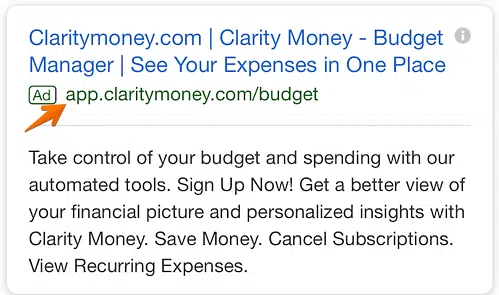 Claritymoney.com | Clarity Money - Budget
Manager | See Your Expenses in One Place
Ad app.claritymoney.com/budget
Take control of your budget and spending with our
automated tools. Sign Up Now! Get a better view of
your financial picture and personalized insights with
Clarity Money. Save Money. Cancel Subscriptions.
View Recurring Expenses.